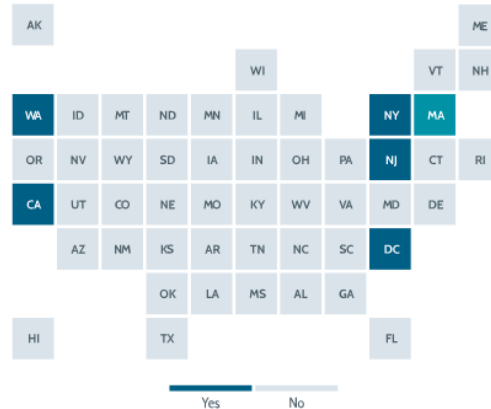 AK ME
WI VT NH
WA ID MT ND MN IL MI NY MA
OR NV WY SD IA IN OH PA NJ CT RI
CA UT CO NE MO KY WV VA MD DE
AZ NM KS AR TN NC SC DC
OK LA MS AL GA
HI TX FL
Yes No